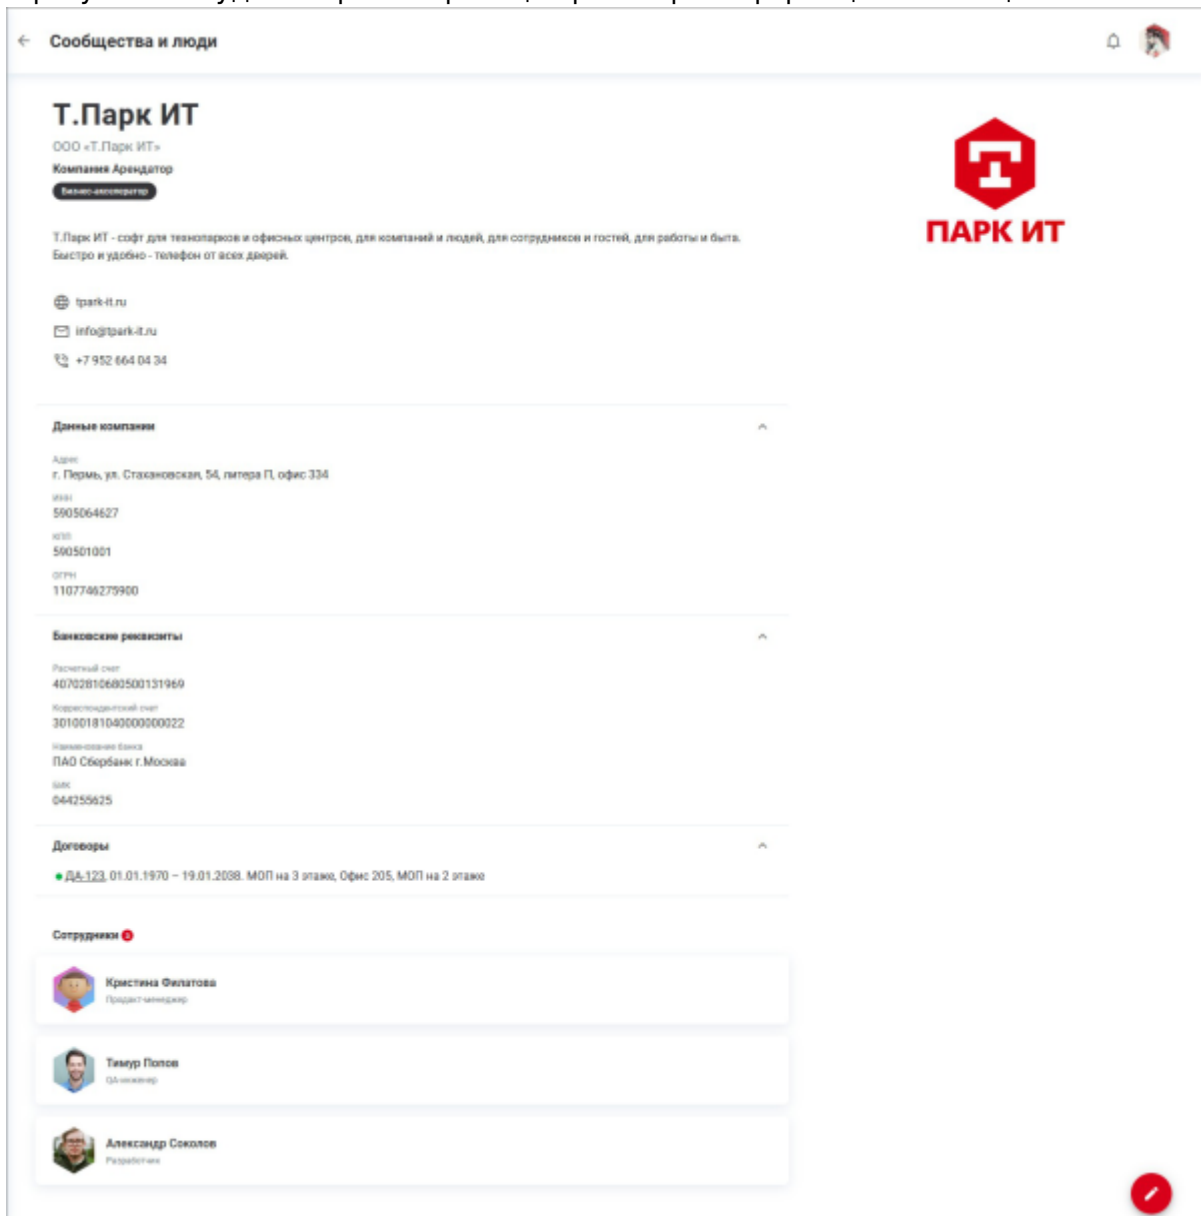 Сообщества и люди
Т.Парк ИТ
ООО «Т.Парк ИТ»
Компания Арендатор
Бизнес-акселератор
Т.Парк ИТ - софт для технопарков и офисных центров, для компаний и людей, для сотрудников и гостей, для работы и быта.
Быстро и удобно - телефон от всех дверей.
tpark-it.ru
info@tpark-it.ru
+7 952 664 04 34
ПАРК ИТ
Данные компании
Адрес
г. Пермь, ул. Стахановская, 54, литера П, офис 334
ИНН
5905064627
КПП
590501001
ОГРН
1107746275900
Банковские реквизиты
Расчетный счет
40702810680500131969
Корреспондентский счет
30100181040000000022
Наименование банка
ПАО Сбербанк г.Москва
БИК
044255625
Договоры
ДА-123, 01.01.1970 – 19.01.2038. МОП на 3 этаже, Офис 205, МОП на 2 этаже
Сотрудники
Кристина Филатова
Продакт-менеджер
Тимур Попов
QA-инженер
Александр Соколов
Разработчик